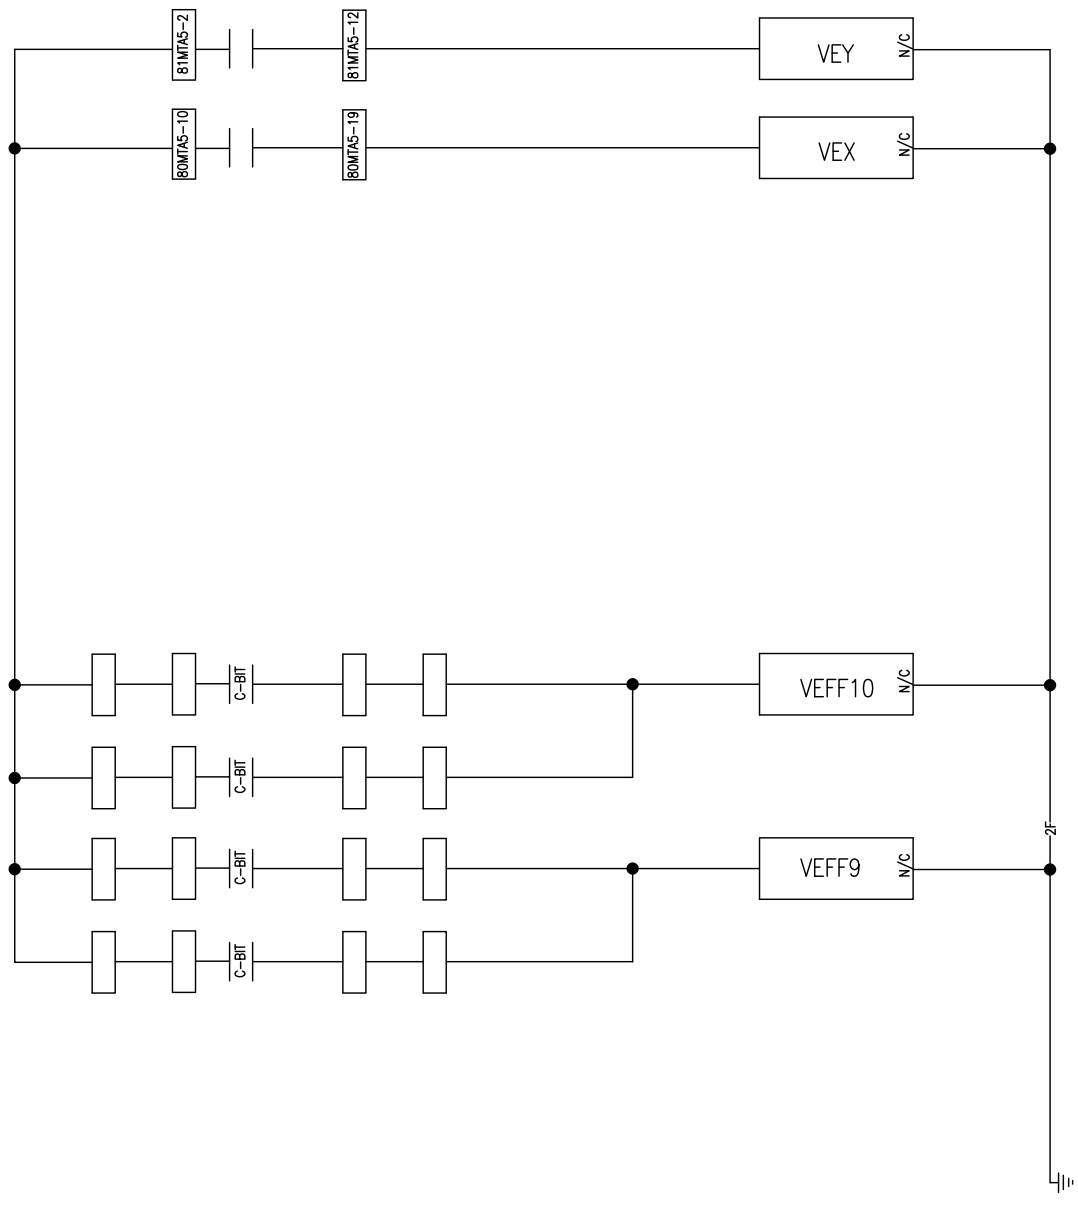 81MTA5-2
81MTA5-12
VEY
N/C
80MTA5-10
80MTA5-19
VEX
N/C
C-BIT
VEFF10
N/C
C-BIT
2F
C-BIT
VEFF9
N/C
C-BIT